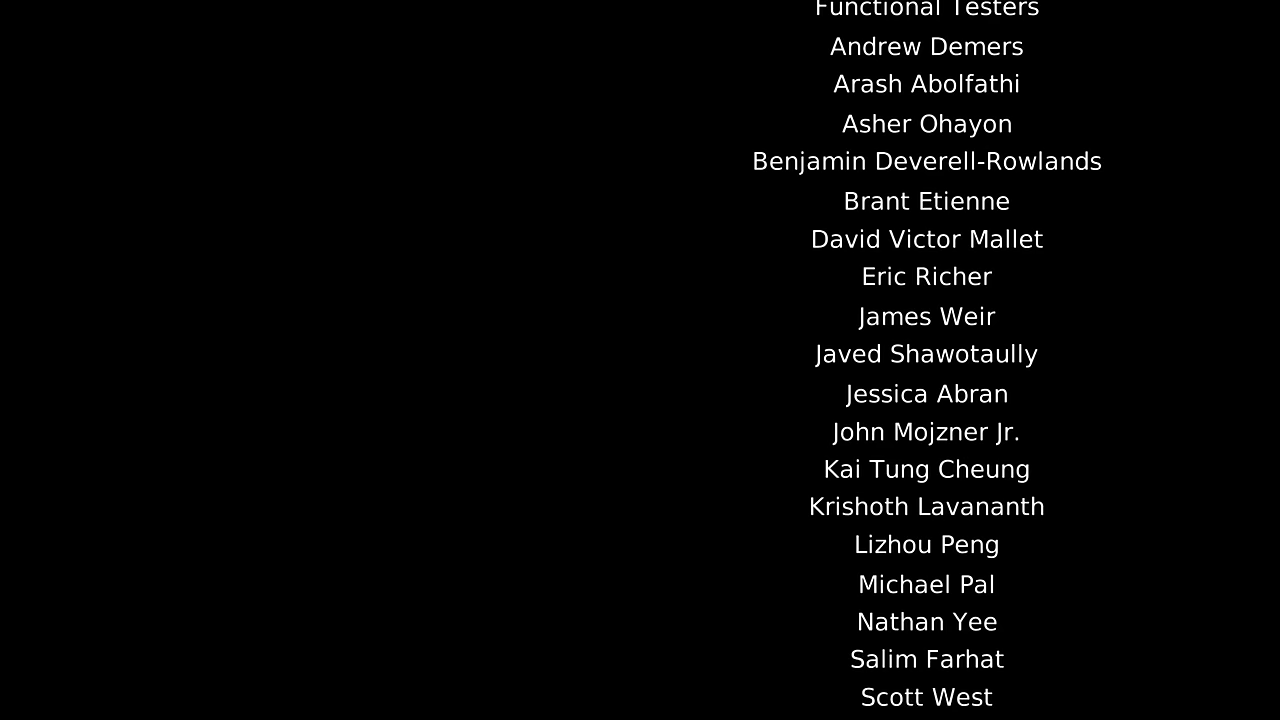 Functional Testers
Andrew Demers
Arash Abolfathi
Asher Ohayon
Benjamin Deverell-Rowlands
Brant Etienne
David Victor Mallet
Eric Richer
James Weir
Javed Shawotaully
Jessica Abran
John Mojzner Jr.
Kai Tung Cheung
Krishoth Lavananth
Lizhou Peng
Michael Pal
Nathan Yee
Salim Farhat
Scott West